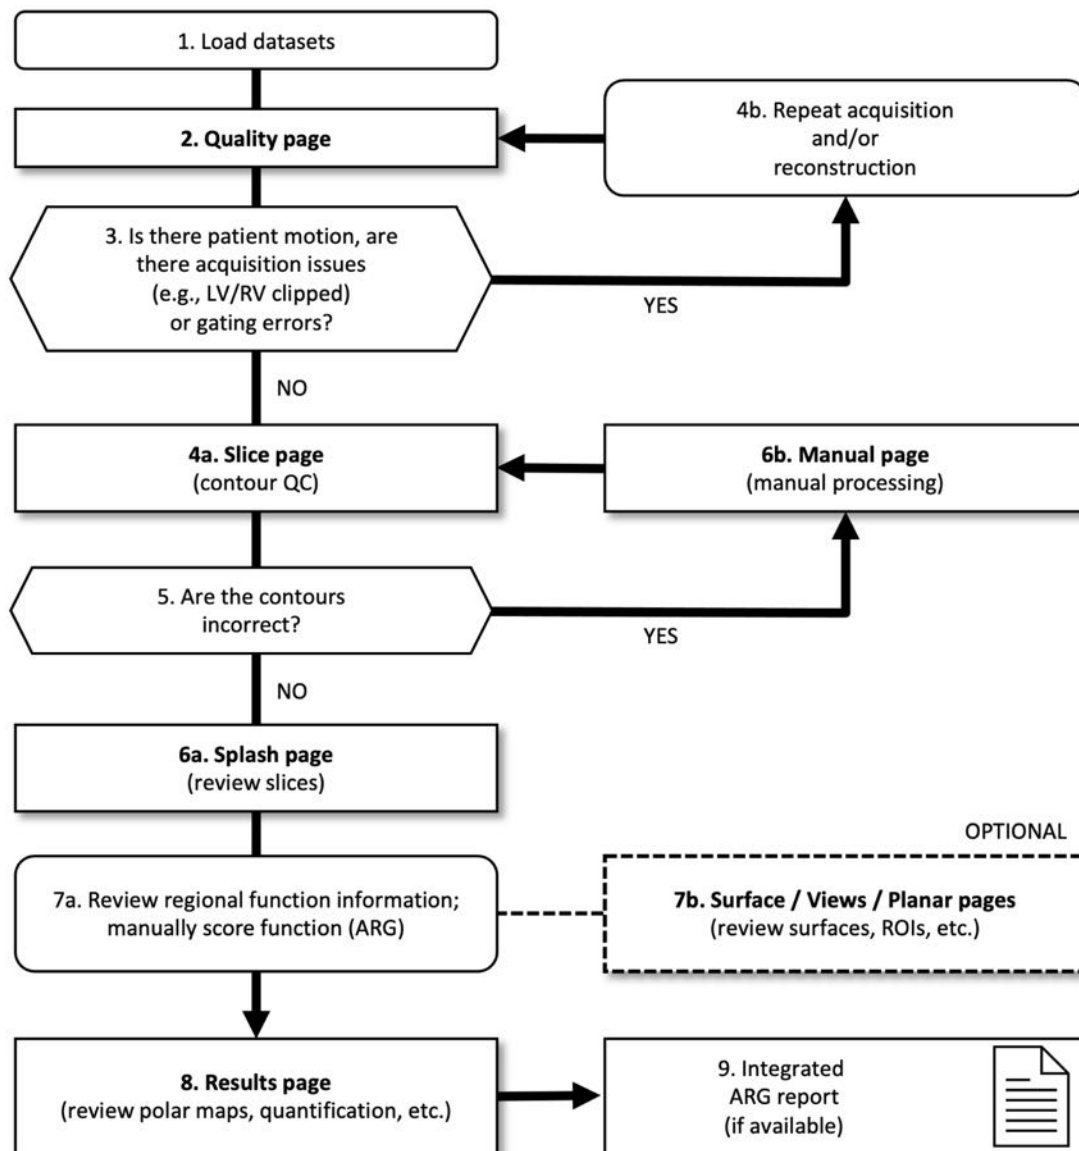 1. Load datasets
2. Quality page
4b. Repeat acquisition
and/or
reconstruction
3. Is there patient motion, are
there acquisition issues
(e.g., LV/RV clipped)
or gating errors?
YES
NO
4a. Slice page
(contour QC)
6b. Manual page
(manual processing)
5. Are the contours
incorrect?
YES
NO
6a. Splash page
(review slices)
OPTIONAL
7a. Review regional function information;
manually score function (ARG)
7b. Surface / Views / Planar pages
(review surfaces, ROIs, etc.)
8. Results page
(review polar maps, quantification, etc.)
9. Integrated
ARG report
(if available)